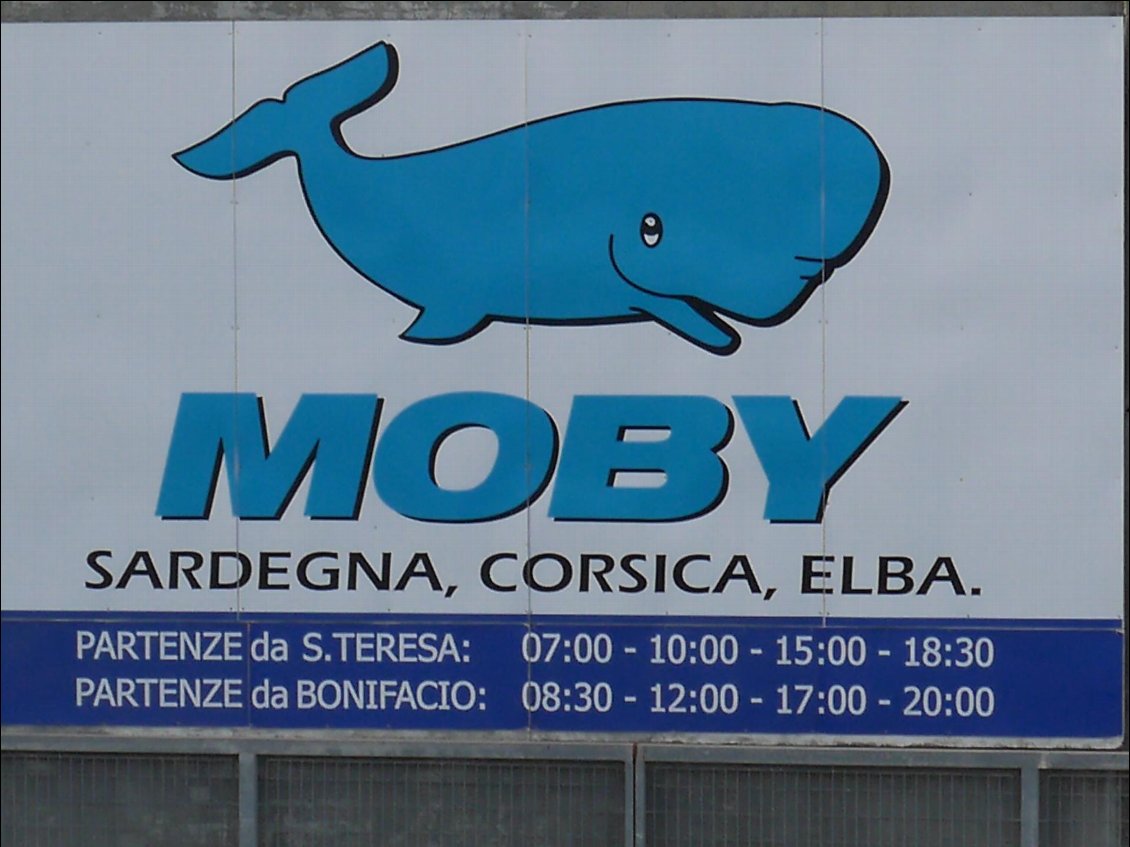 MOBY
SARDEGNA, CORSICA, ELBA.
PARTENZE da S.TERESA: 07:00 - 10:00 - 15:00 - 18:30
PARTENZE da BONIFACIO: 08:30 - 12:00 - 17:00 - 20:00